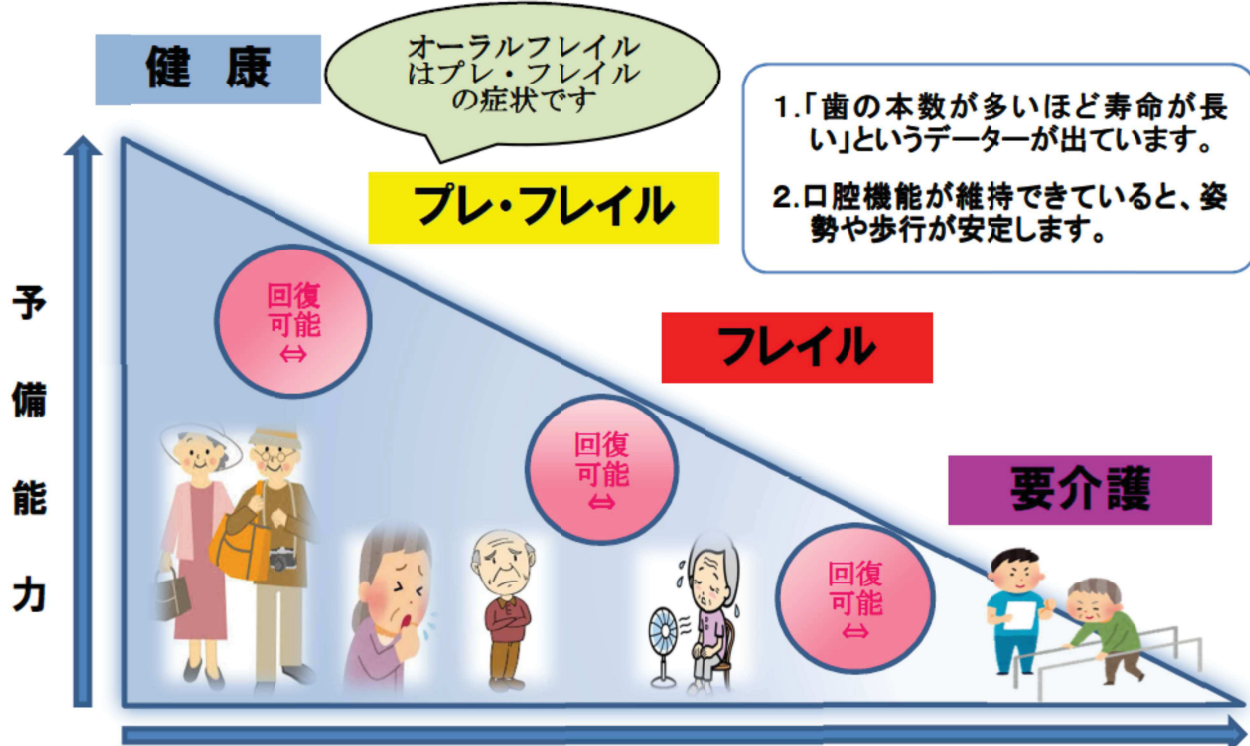 健 康
オーラルフレイル
はプレ・フレイル
の症状です
1.「歯の本数が多いほど寿命が長
い」というデーターが出ています。
2.口腔機能が維持できていると、姿
勢や歩行が安定します。
プレ・フレイル
フレイル
要介護
予
備
能
力
回復
可能
⇔
回復
可能
⇔
回復
可能
⇔